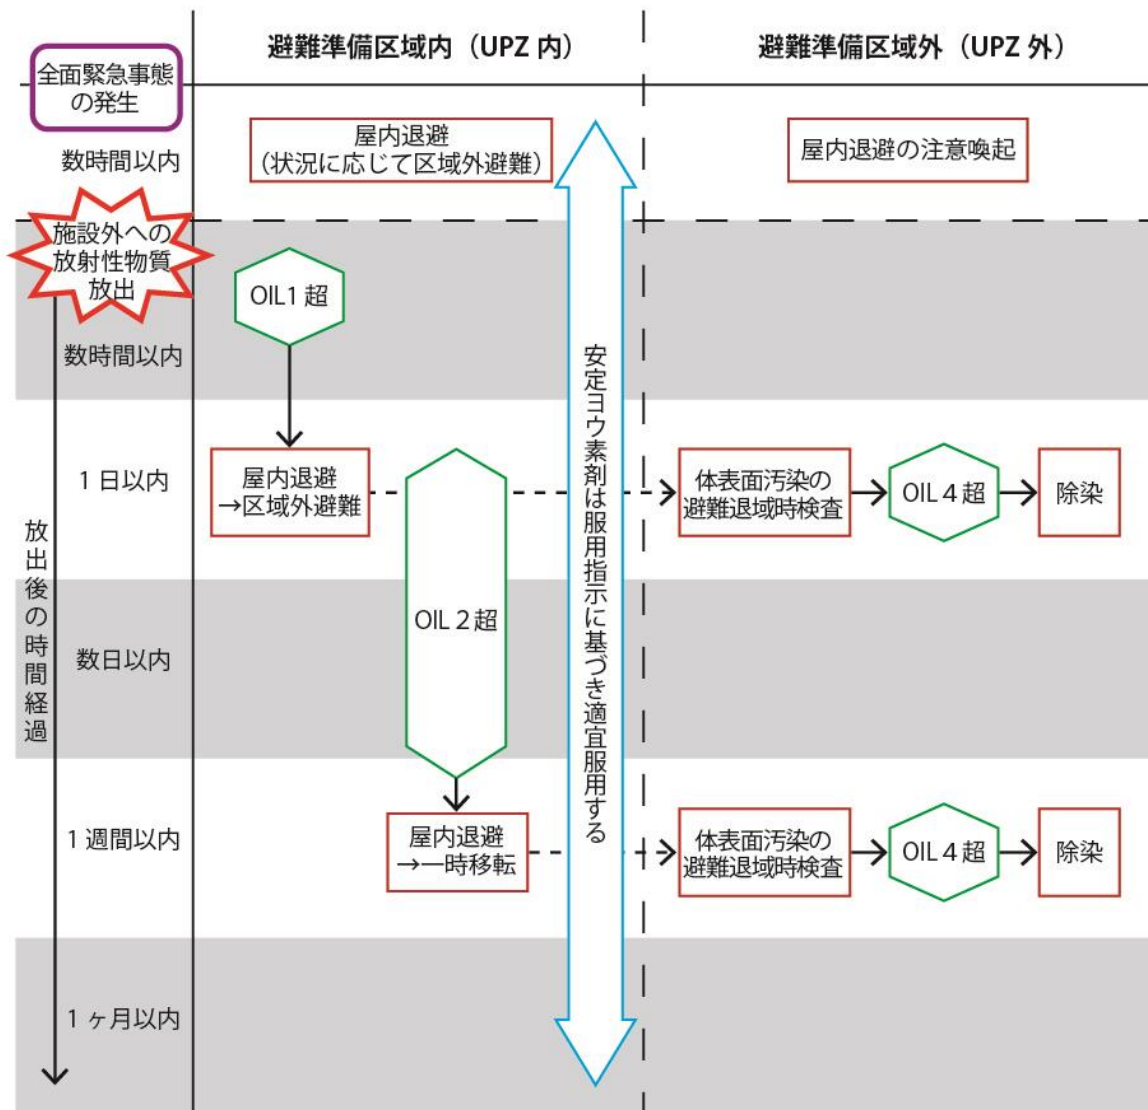 避難準備区域内（UPZ 内）
避難準備区域外（UPZ 外）
全面緊急事態
の発生
数時間以内
屋内退避
（状況に応じて区域外避難）
屋内退避の注意喚起
施設外への
放射性物質
放出
数時間以内
OIL1 超
安定ヨウ素剤は服用指示に基づき適宜服用する
放出後の時間経過
1 日以内
屋内退避
→区域外避難
体表面汚染の
避難退域時検査
OIL 4 超
除染
数日以内
OIL 2 超
1 週間以内
屋内退避
→一時移転
体表面汚染の
避難退域時検査
OIL 4 超
除染
1 ヶ月以内